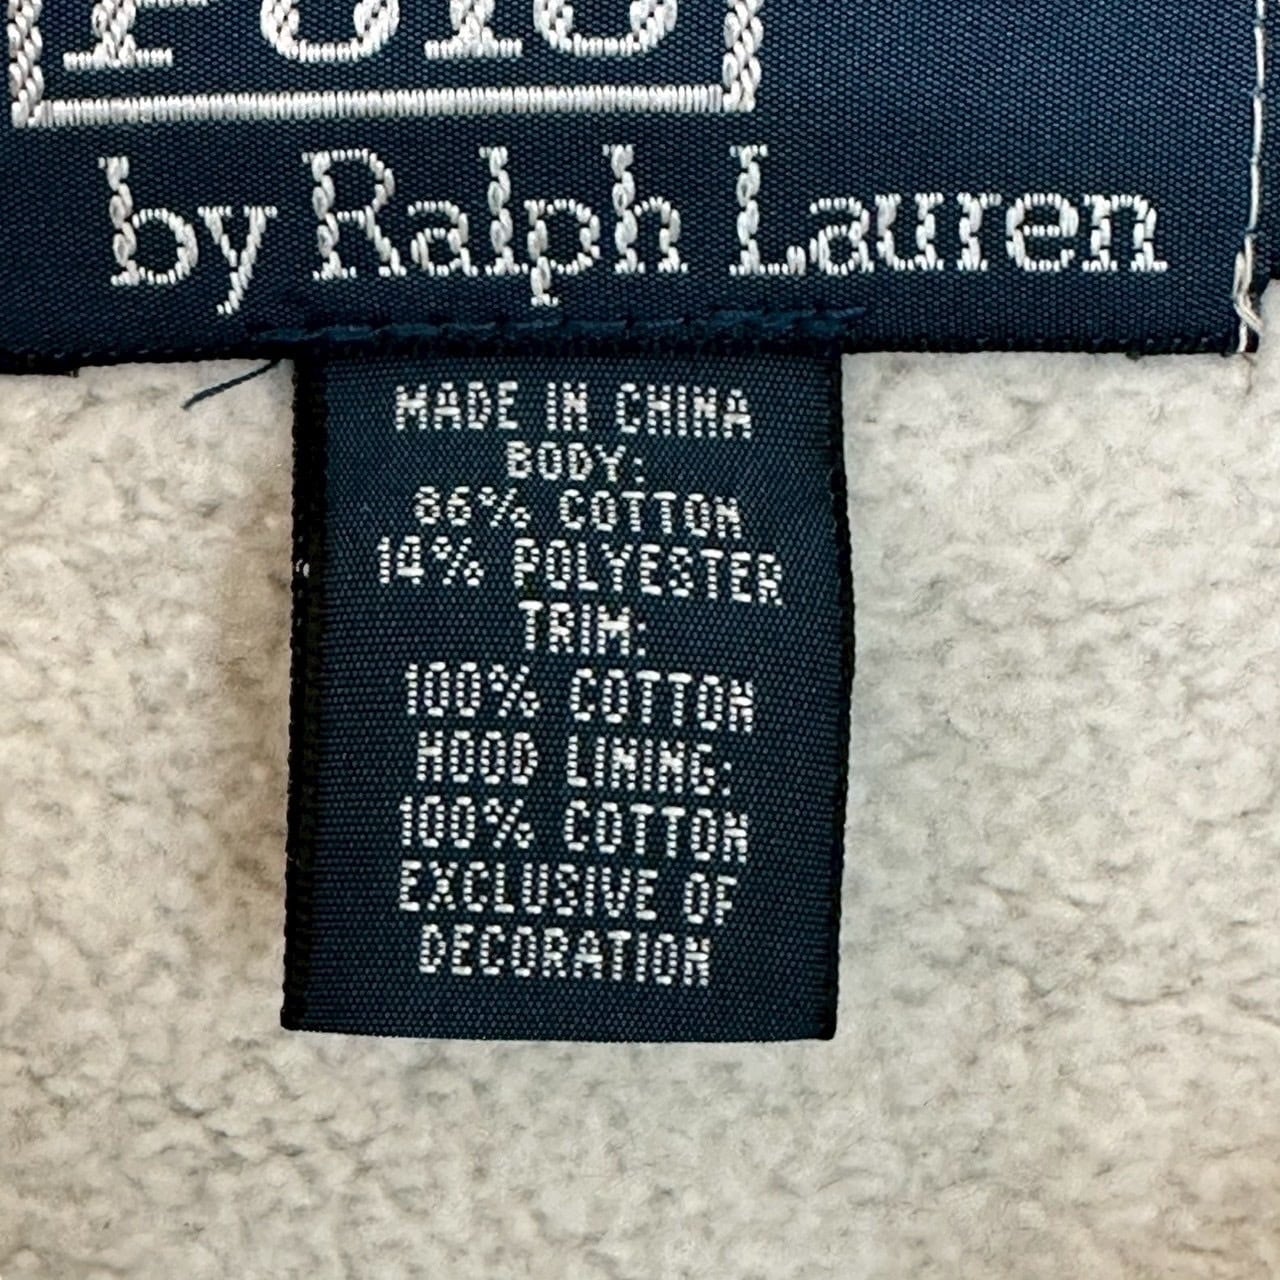 Polo
by Ralph Lauren
MADE IN CHINA
BODY:
86% COTTON
14% POLYESTER
TRIM:
100% COTTON
HOOD LINING:
100% COTTON
EXCLUSIVE OF
DECORATION